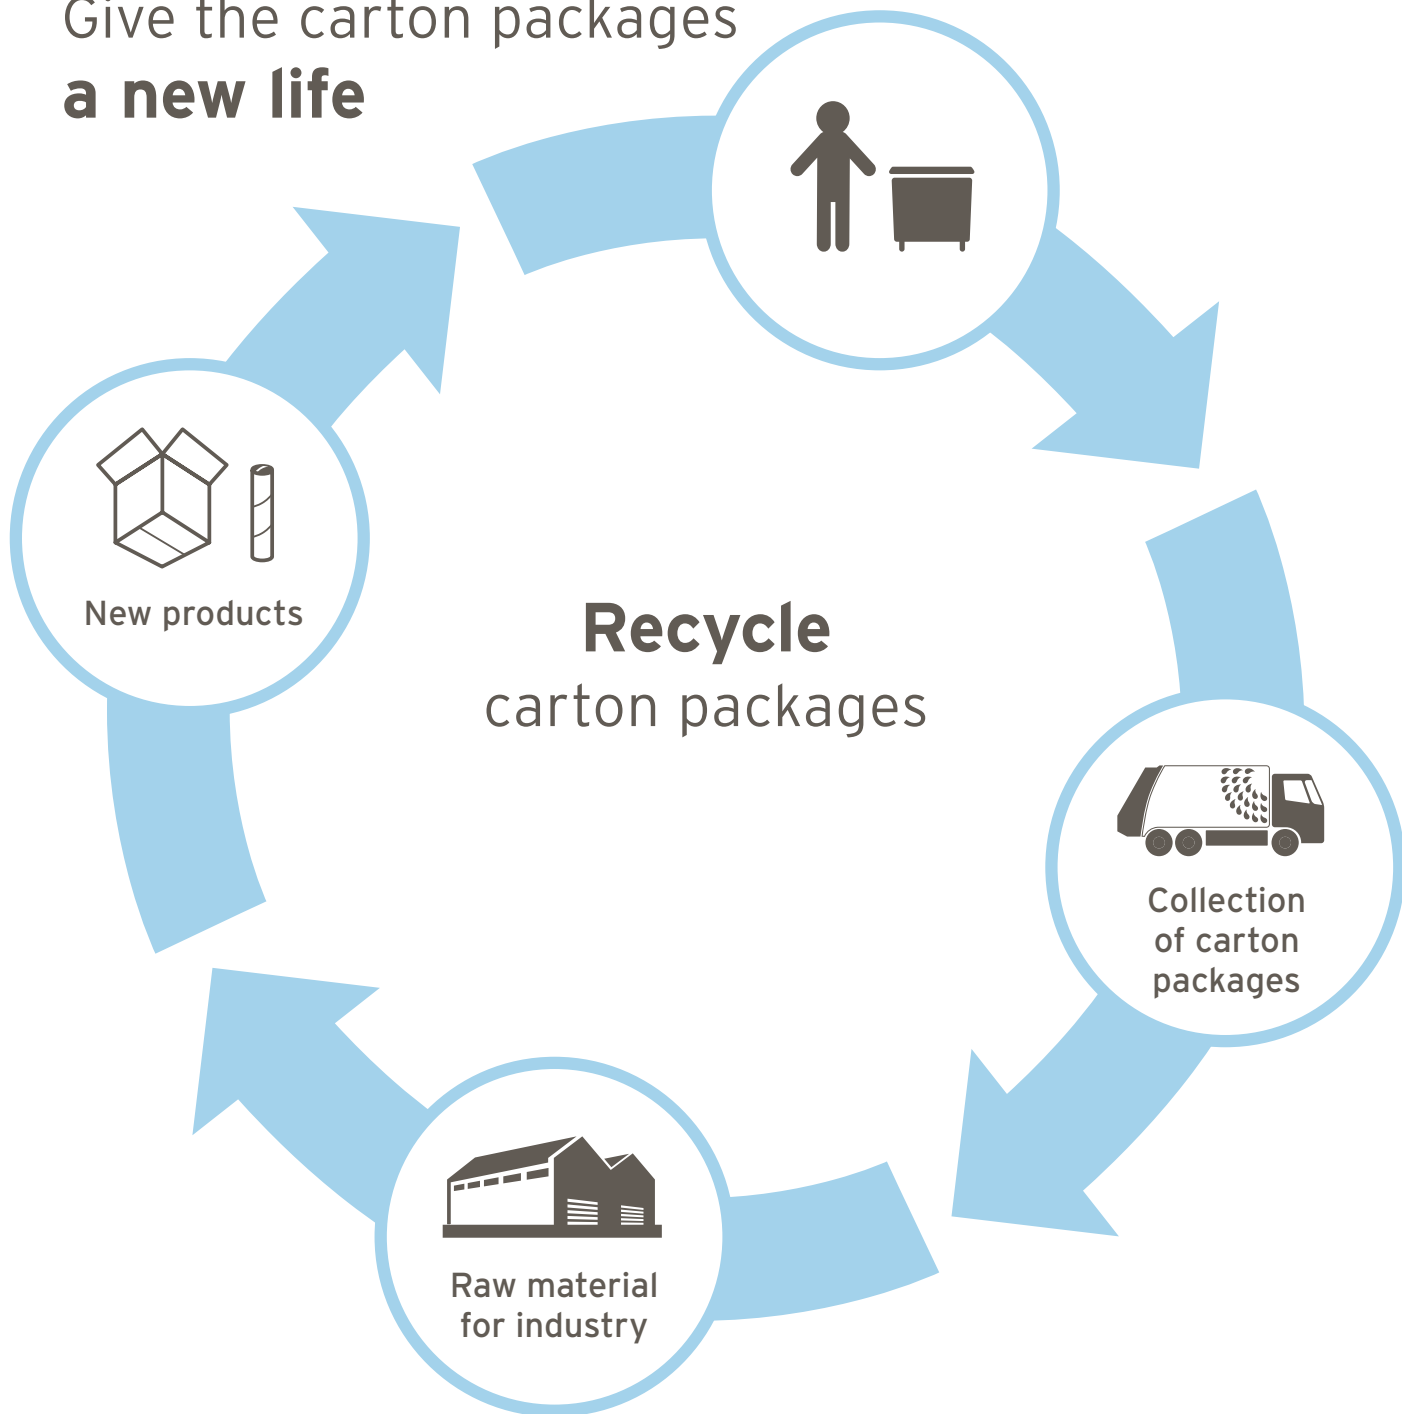 Give the carton packages
a new life
New products
Recycle
carton packages
Collection
of carton
packages
Raw material
for industry